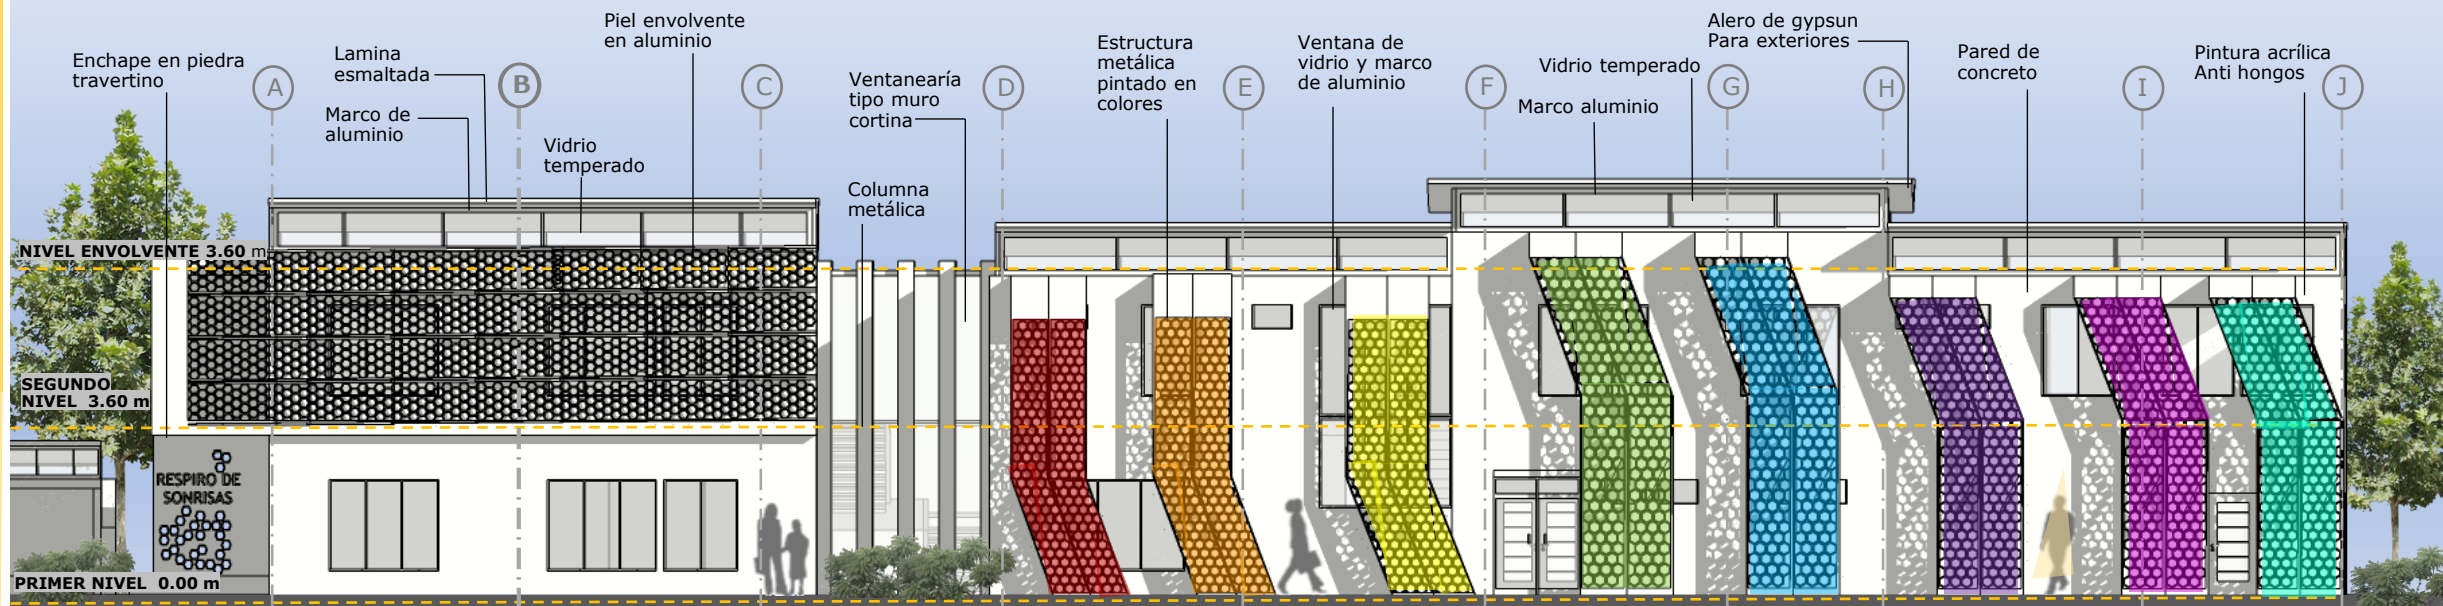 Enchape en piedra
travertino
A
Lamina
esmaltada
Marco de
aluminio
B
Vidrio
temperado
Piel envolvente
en aluminio
C
Ventanearía
tipo muro
cortina
Columna
metálica
D
Estructura
metálica
pintado en
colores
E
Ventana de
vidrio y marco
de aluminio
F
Vidrio temperado
Marco aluminio
G
Alero de gypsun
Para exteriores
H
Pared de
concreto
I
Pintura acrílica
Anti hongos
J
NIVEL ENVOLVENTE 3.60 m
SEGUNDO
NIVEL 3.60 m
RESPIRO DE
SONRISAS
PRIMER NIVEL 0.00 m